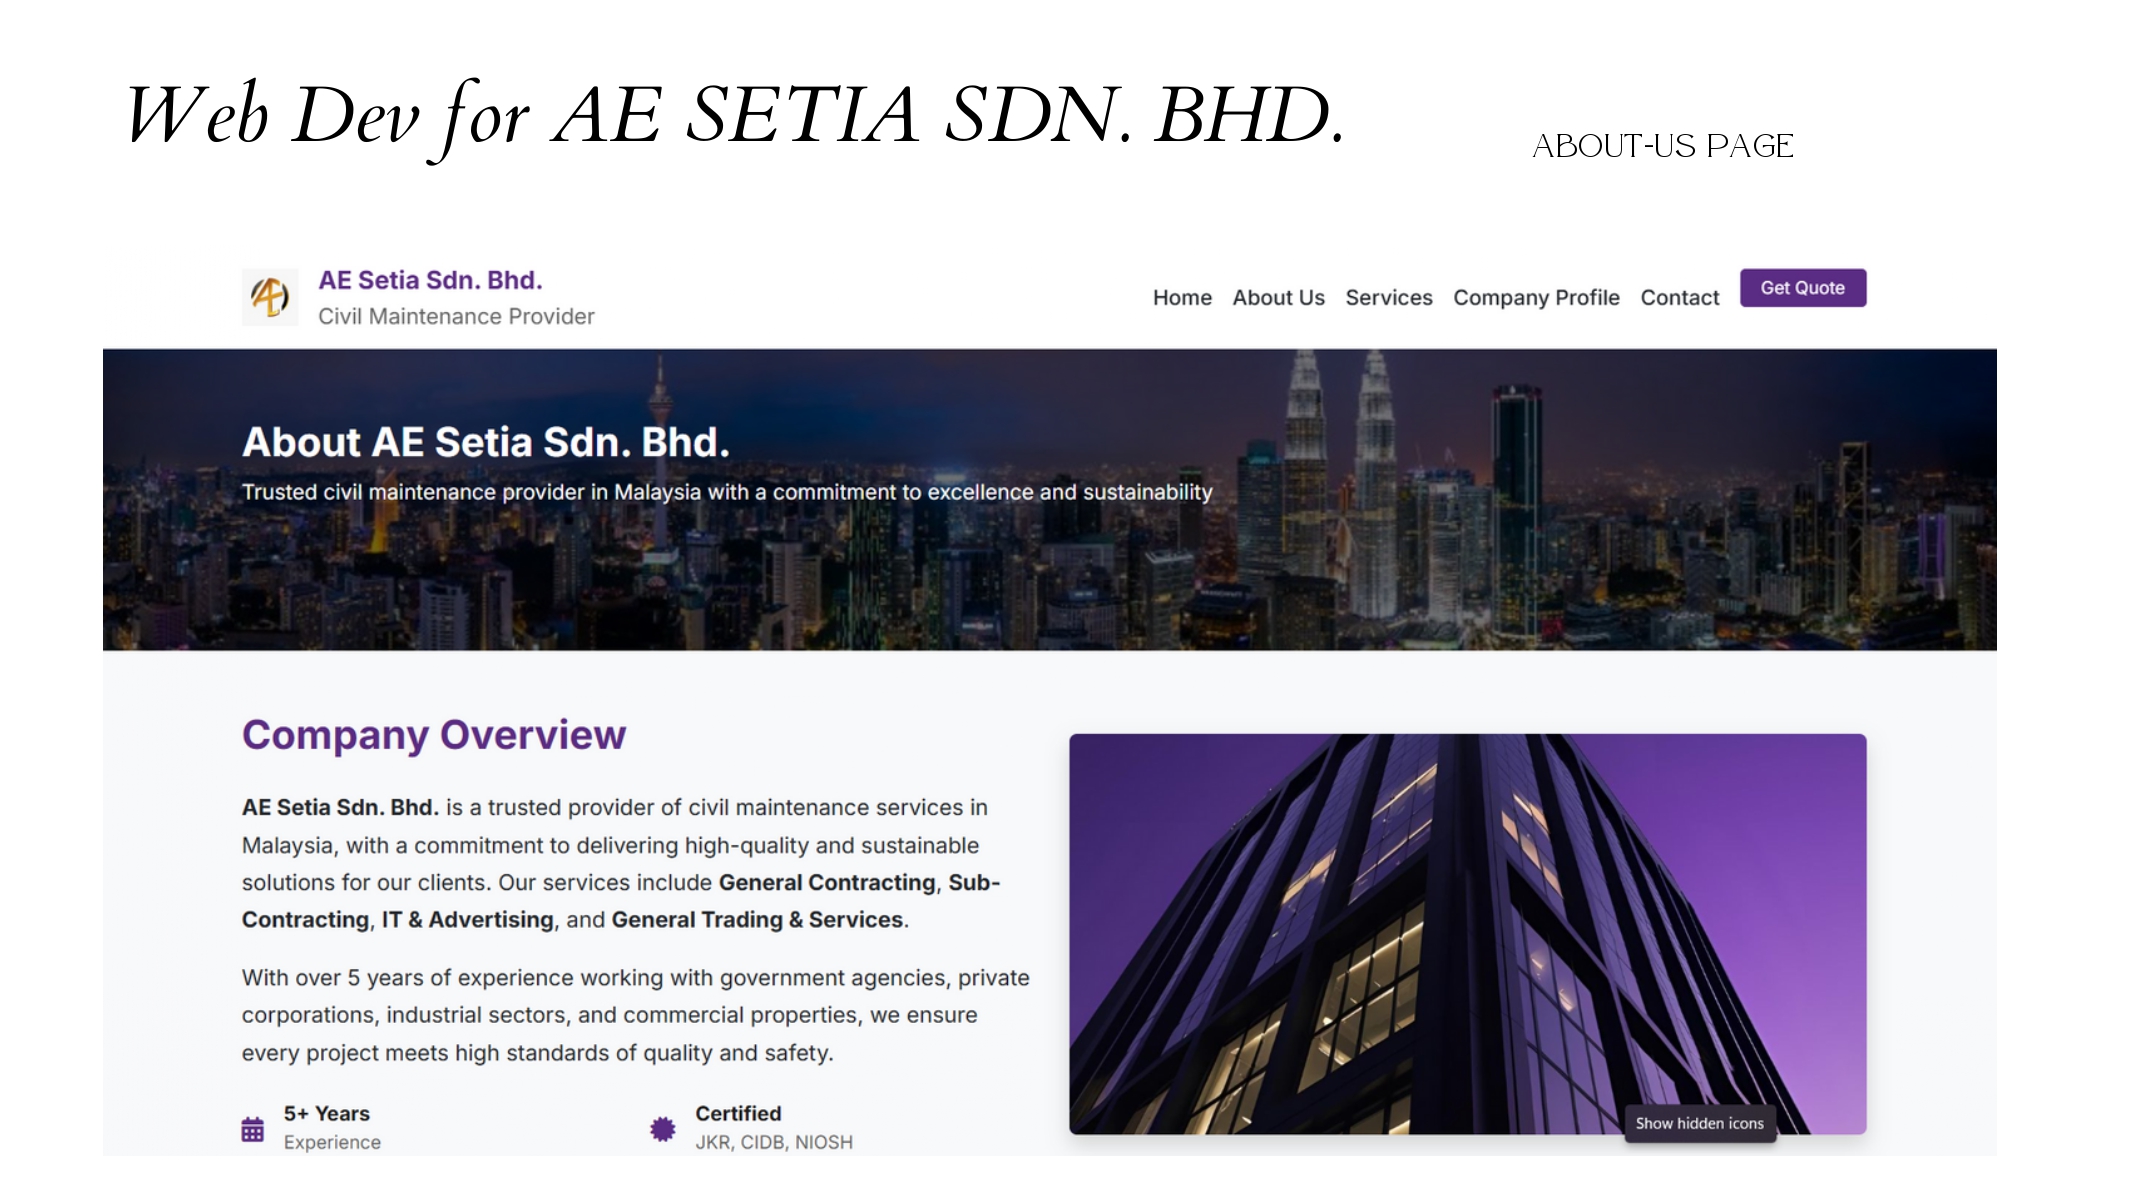 Web Dev for AE SETIA SDN. BHD.
ABOUT-US PAGE
AE Setia Sdn. Bhd.
Civil Maintenance Provider
Home About Us Services Company Profile Contact Get Quote
About AE Setia Sdn. Bhd.
Trusted civil maintenance provider in Malaysia with a commitment to excellence and sustainability
Company Overview
AE Setia Sdn. Bhd. is a trusted provider of civil maintenance services in
Malaysia, with a commitment to delivering high-quality and sustainable
solutions for our clients. Our services include General Contracting, Sub-
Contracting, IT & Advertising, and General Trading & Services.
With over 5 years of experience working with government agencies, private
corporations, industrial sectors, and commercial properties, we ensure
every project meets high standards of quality and safety.
5+ Years
Experience
Certified
JKR, CIDB, NIOSH
Show hidden icons